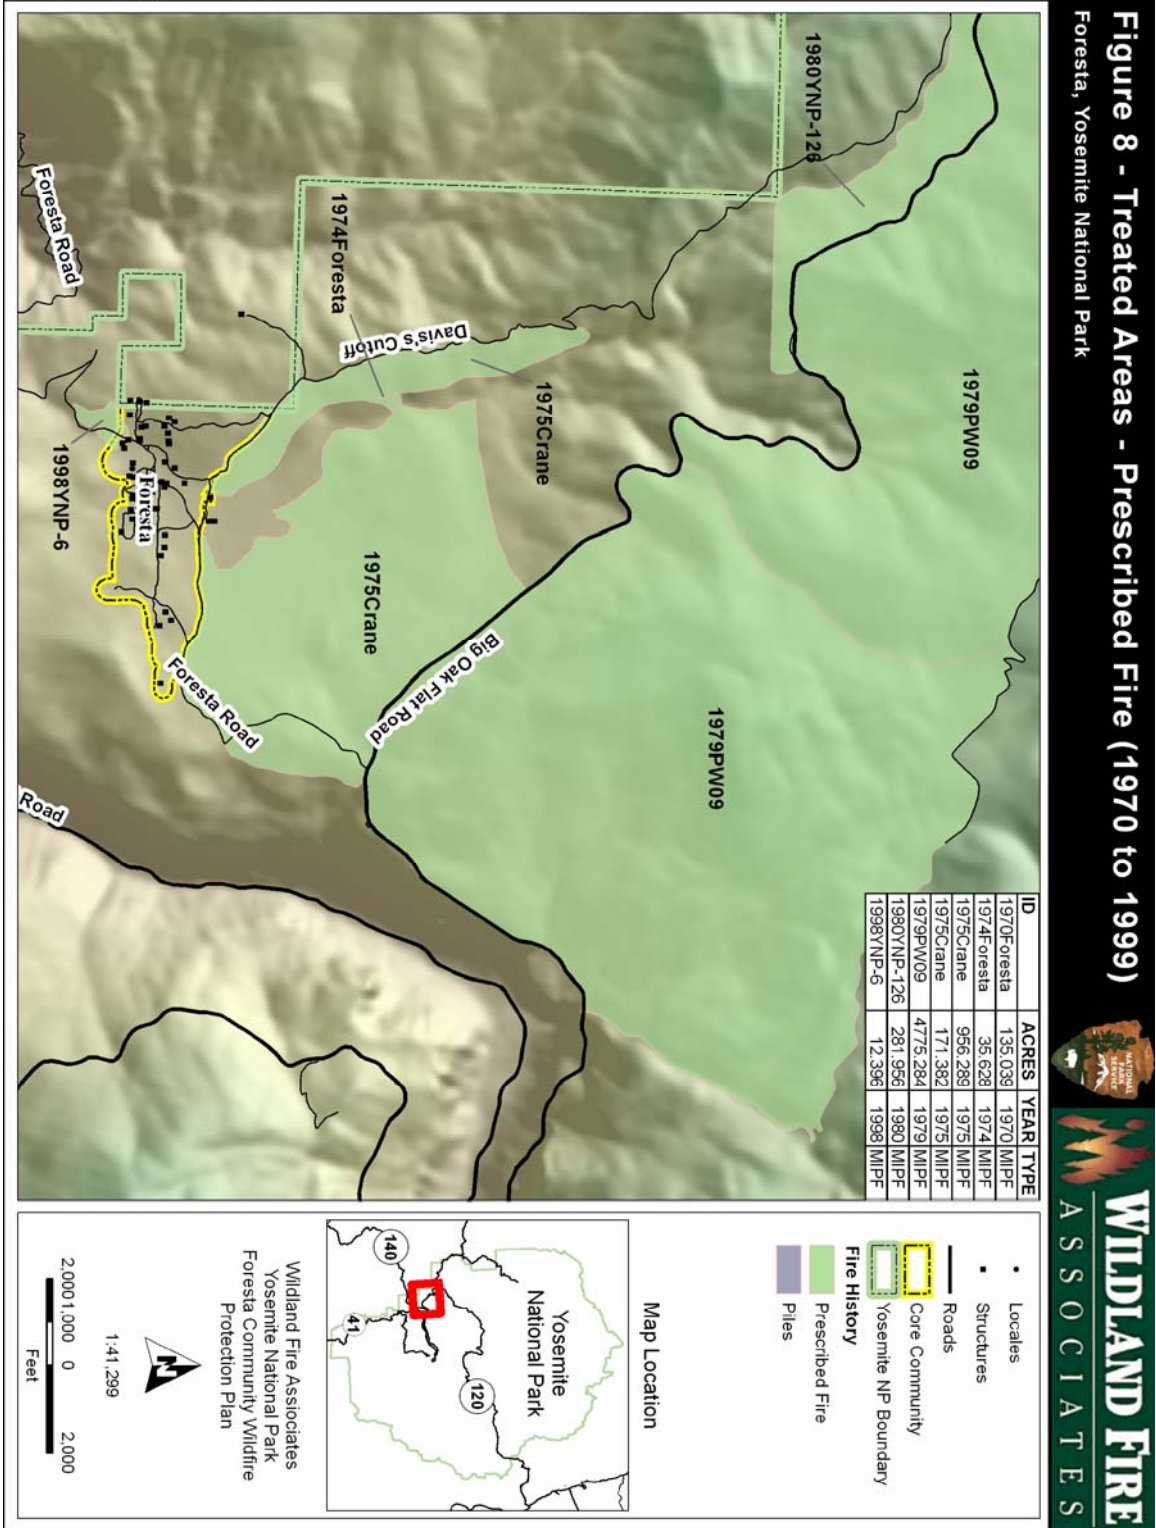 Figure 8 - Treated Areas - Prescribed Fire (1970 to 1999)
Foresta, Yosemite National Park
NATIONAL
PARK
SERVICE
WILDLAND FIRE
ASSOCIATES
1980YNP-126
1979PW09
1974Foresta
Davis's Cutoff
1975Crane
Foresta Road
1998YNP-6
Foresta
1975Crane
Big Oak Flat Road
1979PW09
Foresta Road
Road
ID ACRES YEAR TYPE
1970Foresta 135.039 1970 MIPF
1974Foresta 35.628 1974 MIPF
1975Crane 956.289 1975 MIPF
1975Crane 171.382 1975 MIPF
1979PW09 4775.284 1979 MIPF
1980YNP-126 281.956 1980 MIPF
1998YNP-6 12.396 1998 MIPF
Locales
Structures
Roads
Core Community
Yosemite NP Boundary
Fire History
Prescribed Fire
Piles
Map Location
Yosemite
National Park
140
120
41
Wildland Fire Assiociates
Yosemite National Park
Foresta Community Wildfire
Protection Plan
N
1:41,299
2,000 1,000 0 2,000
Feet